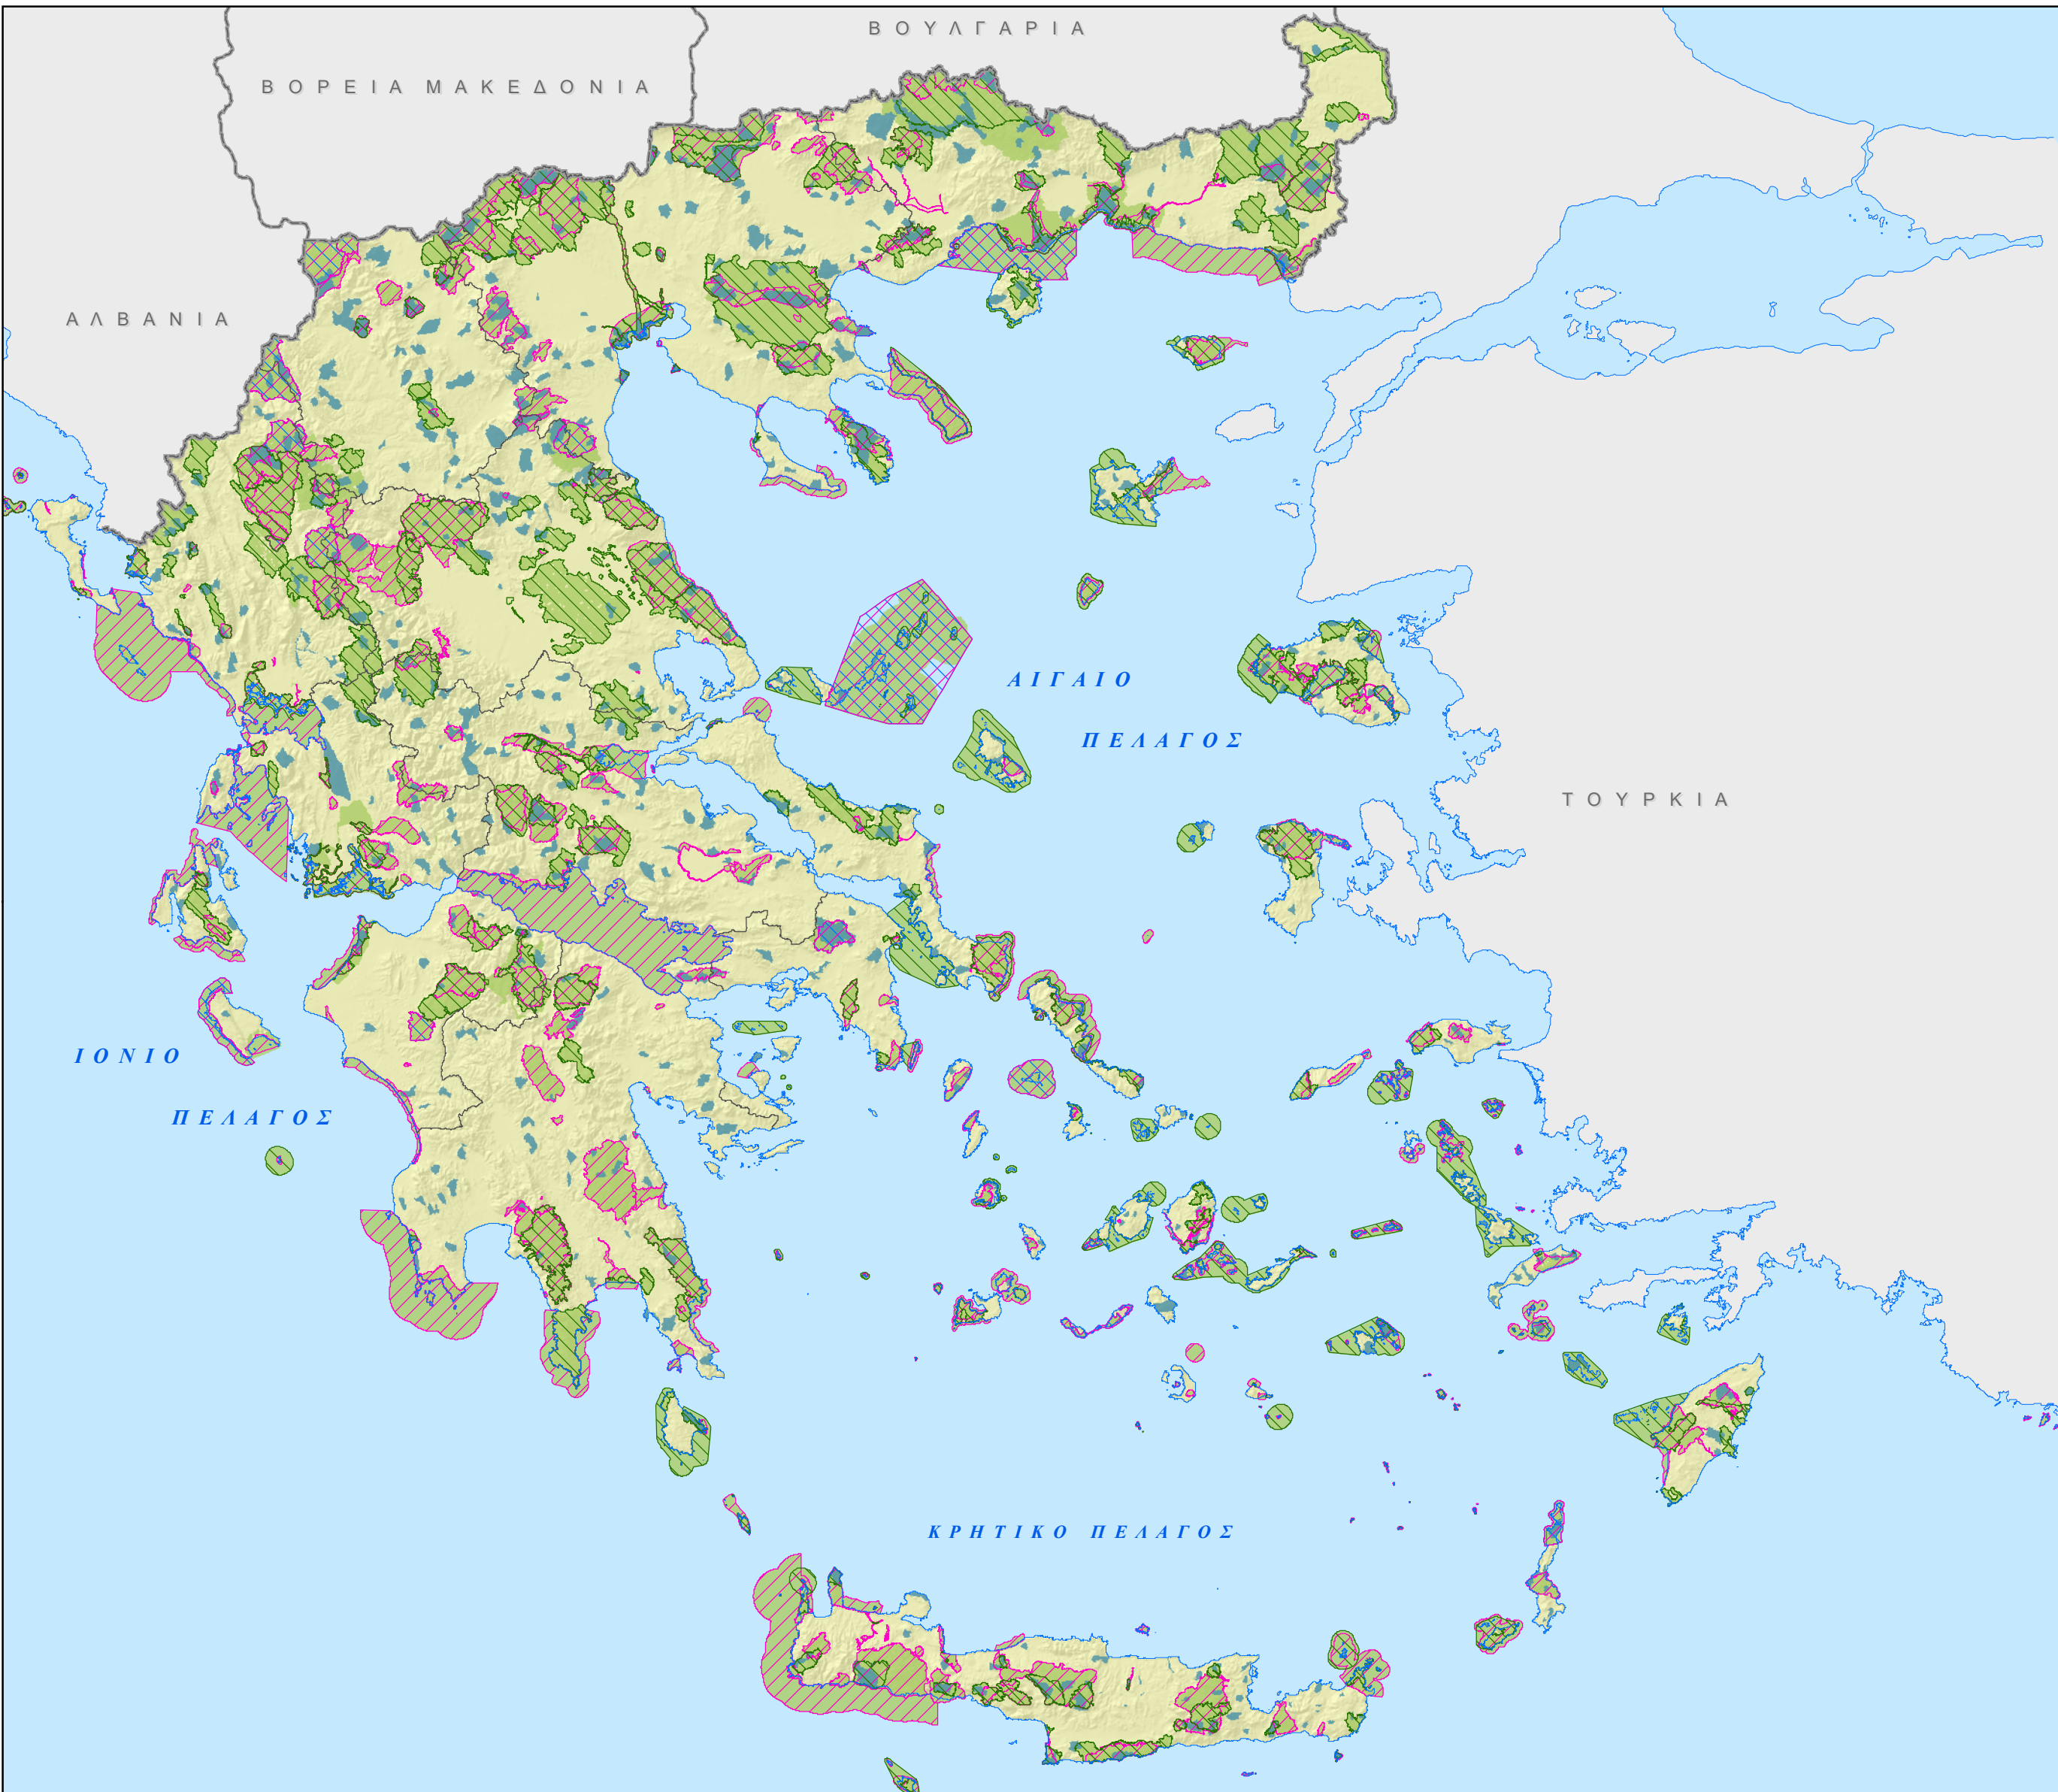 ΒΟΥΛΓΑΡΙΑ
ΒΟΡΕΙΑ ΜΑΚΕΔΟΝΙΑ
ΑΛΒΑΝΙΑ
ΑΙΓΑΙΟ
ΠΕΛΑΓΟΣ
ΤΟΥΡΚΙΑ
ΙΟΝΙΟ
ΠΕΛΑΓΟΣ
ΚΡΗΤΙΚΟ ΠΕΛΑΓΟΣ